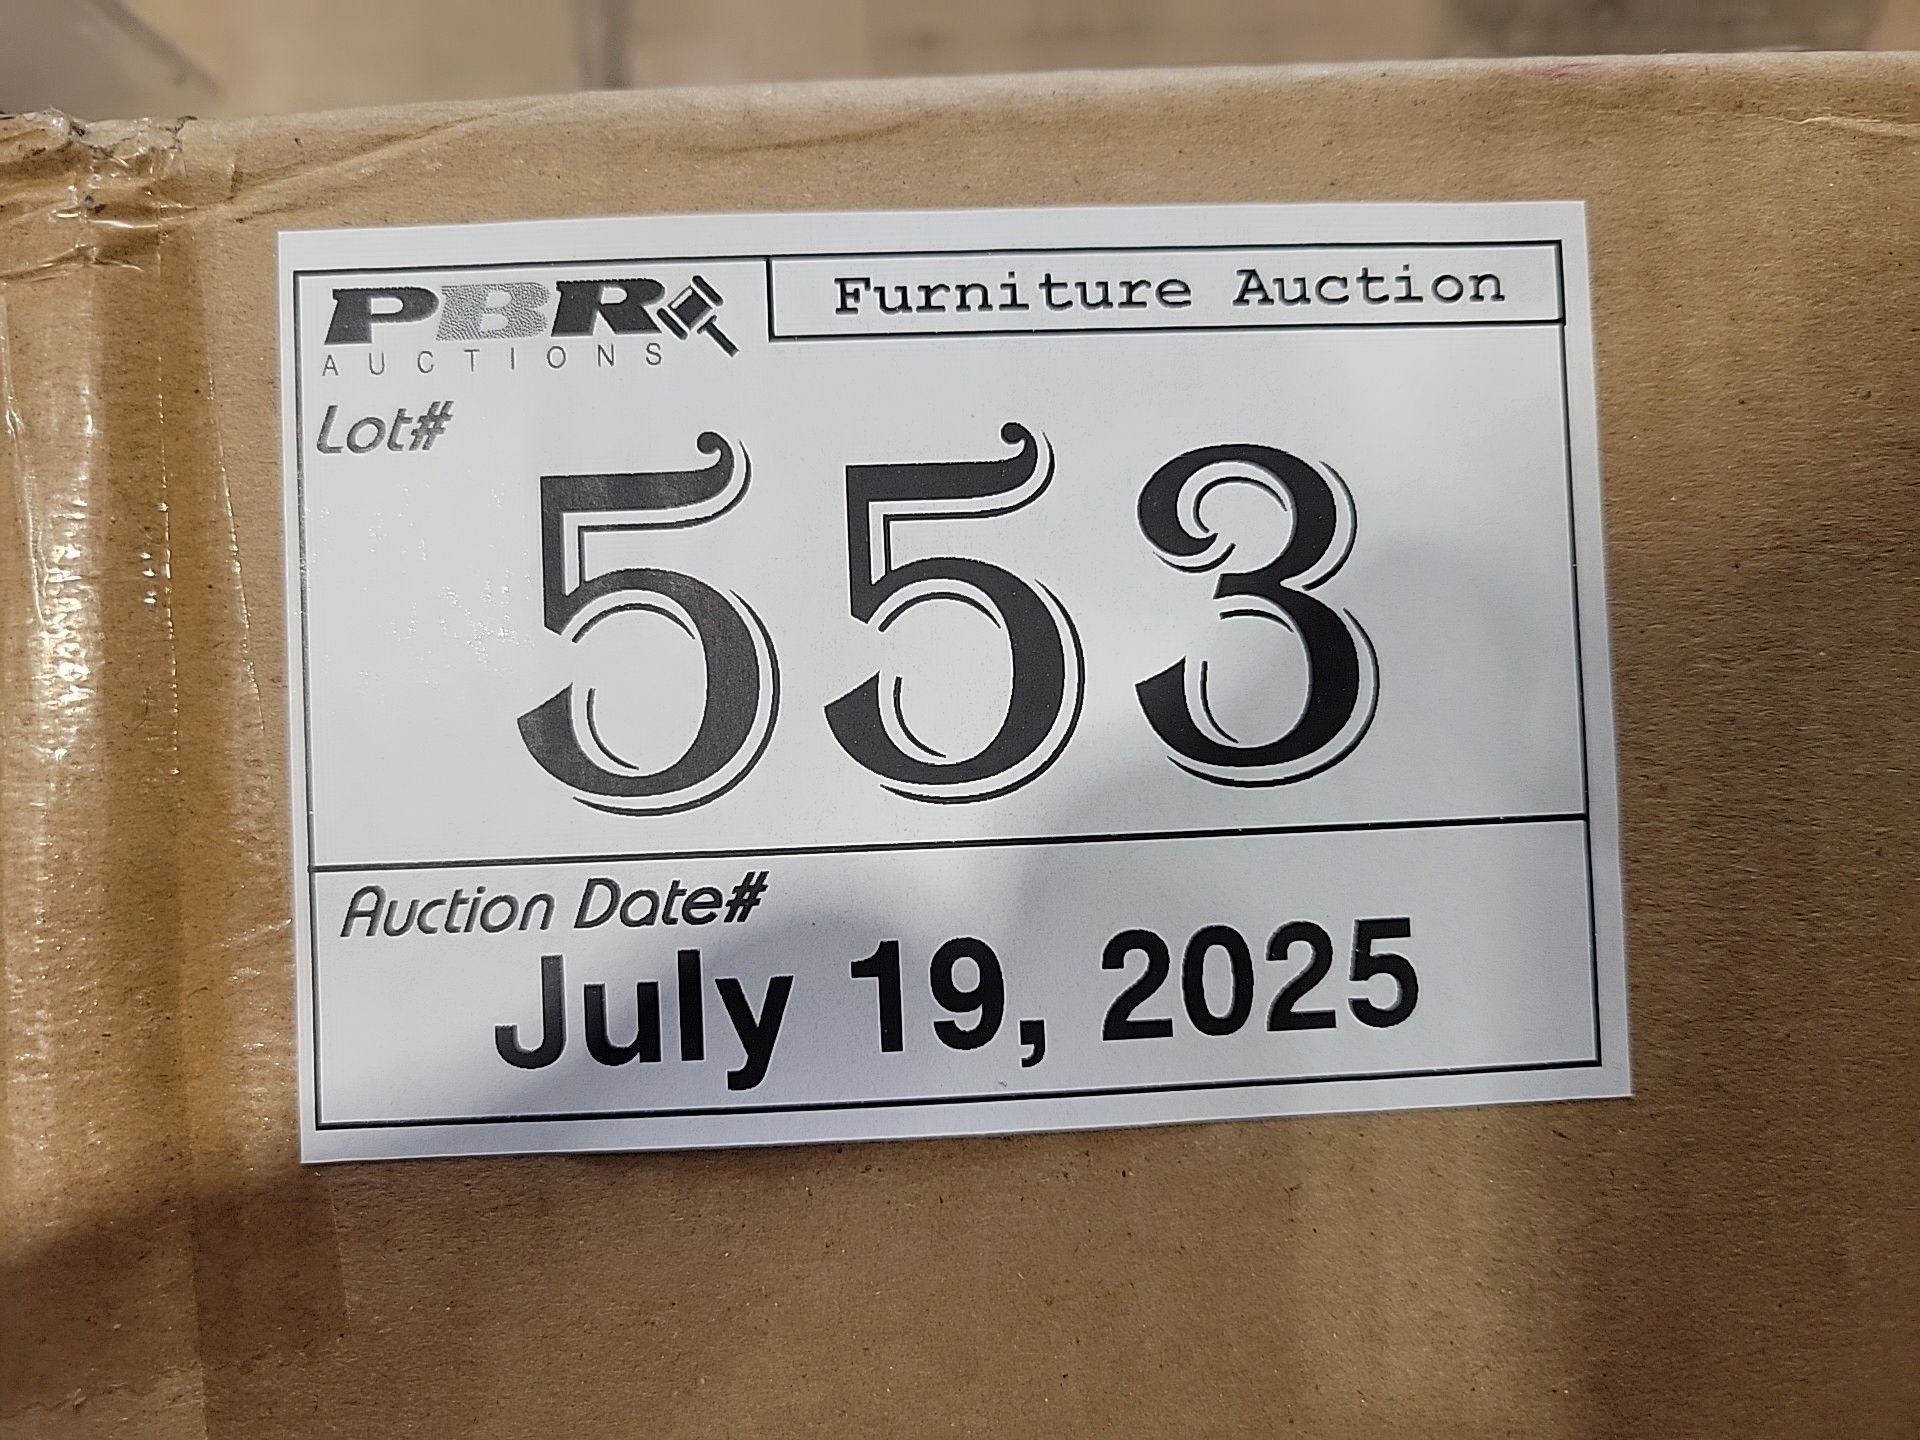 PBR
AUCTIONS
Furniture Auction
Lot#
553
Auction Date#
July 19, 2025